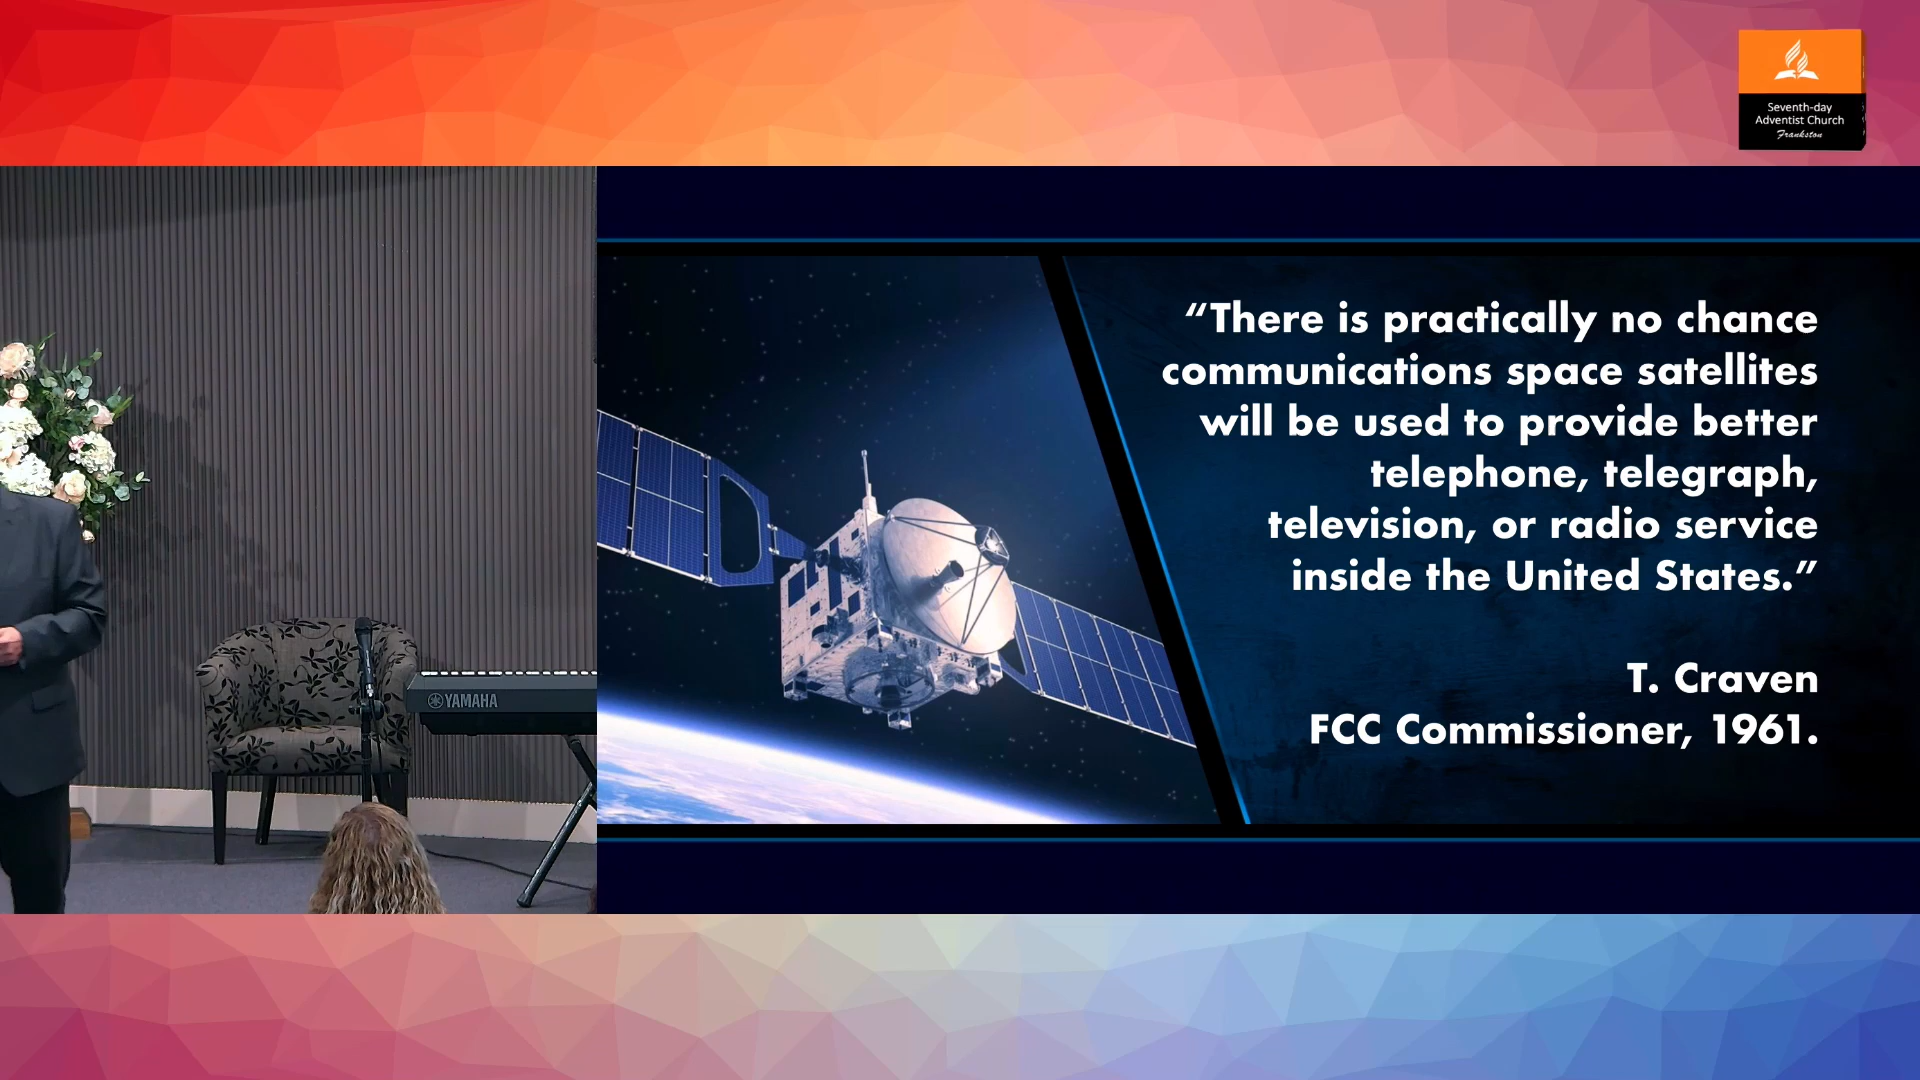 Seventh-day
Adventist Church
Frankston
“There is practically no chance
communications space satellites
will be used to provide better
telephone, telegraph,
television, or radio service
inside the United States.”
T. Craven
FCC Commissioner, 1961.
YAMAHA